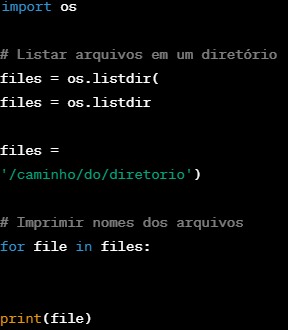 import os
# Listar arquivos em um diretório
files = os.listdir(
files = os.listdir
files =
'/caminho/do/diretorio')
# Imprimir nomes dos arquivos
for file in files:
print(file)